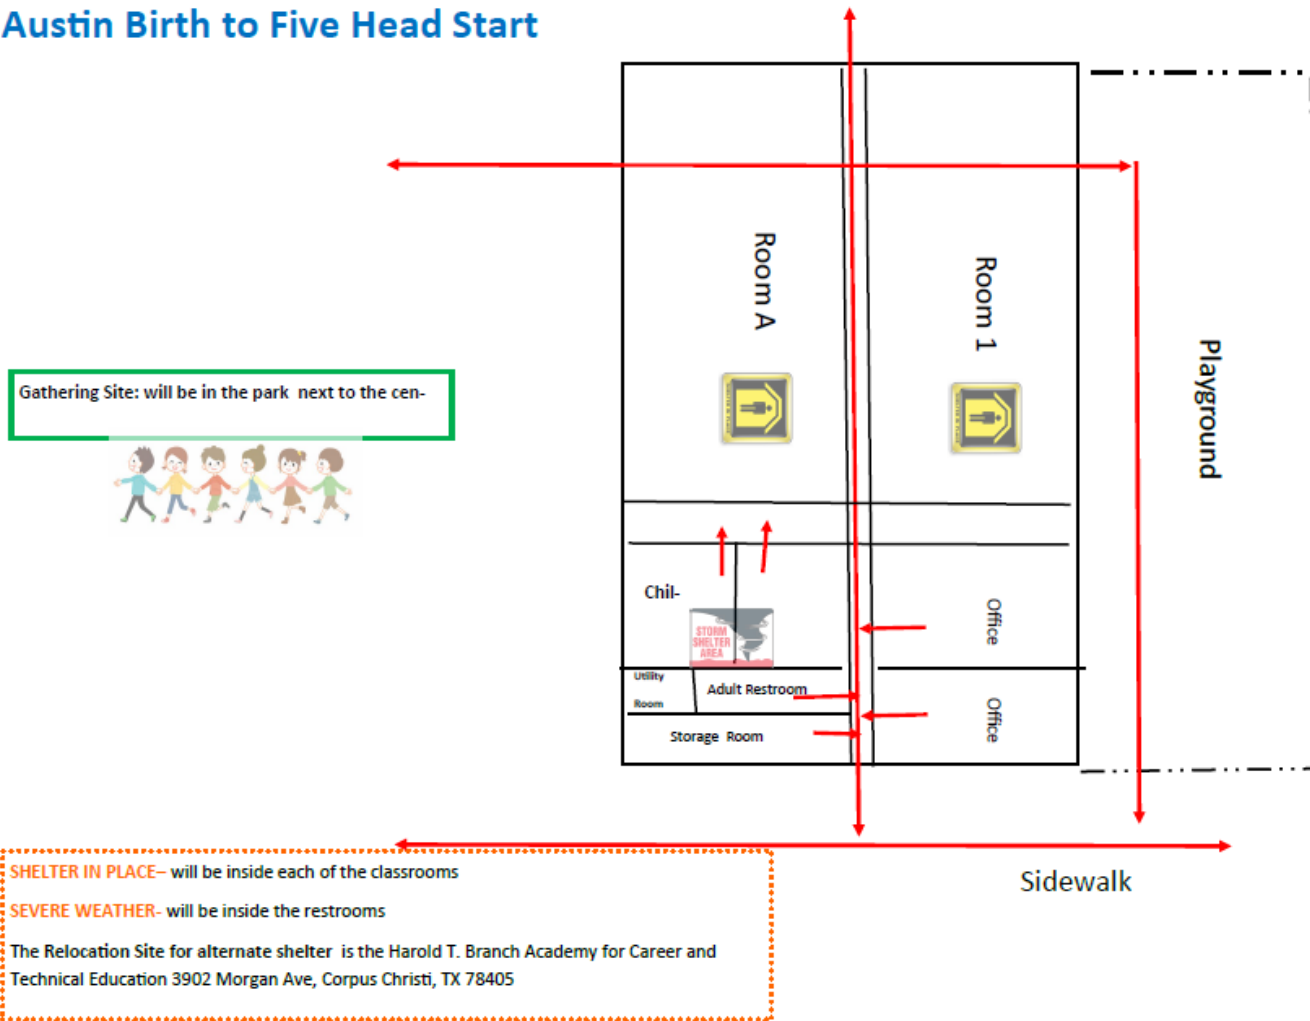 Austin Birth to Five Head Start
Room A
Room 1
Playground
Gathering Site: will be in the park next to the cen-
Chil-
STORM
SHELTER
AREA
Office
Utility
Room
Adult Restroom
Office
Storage Room
Sidewalk
SHELTER IN PLACE– will be inside each of the classrooms
SEVERE WEATHER- will be inside the restrooms
The Relocation Site for alternate shelter is the Harold T. Branch Academy for Career and
Technical Education 3902 Morgan Ave, Corpus Christi, TX 78405